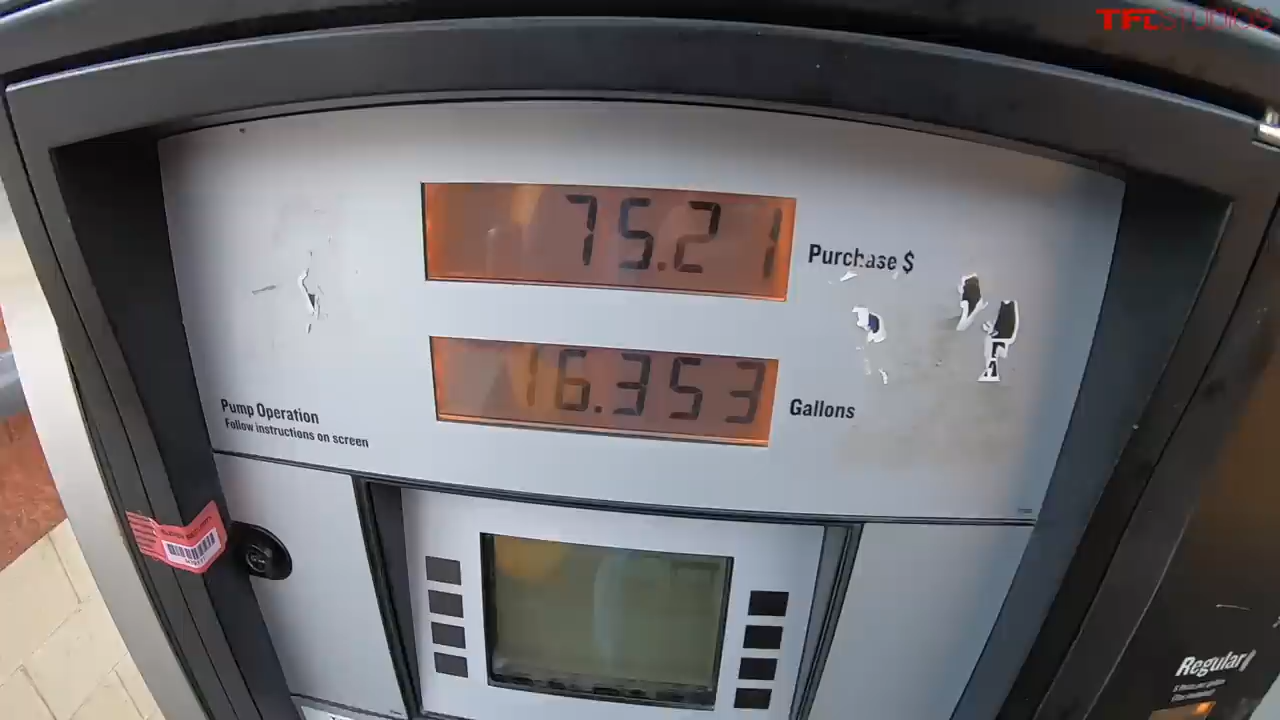 TFLSTUDIOS
75.21
Purchase $
16.353
Gallons
Pump Operation
Follow instructions on screen
Regular